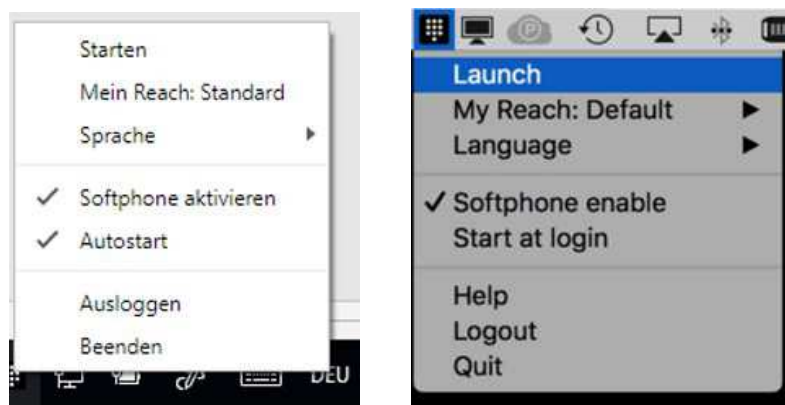 Starten
Mein Reach: Standard
Sprache
Softphone aktivieren
Autostart
Ausloggen
Beenden
DEU
Launch
My Reach: Default
Language
Softphone enable
Start at login
Help
Logout
Quit